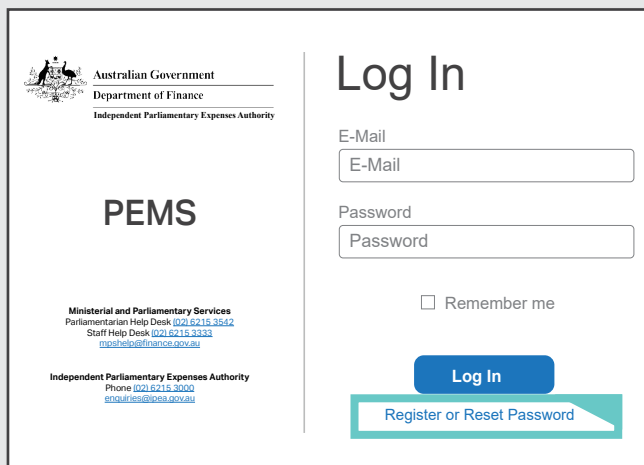 Australian Government
Department of Finance
Independent Parliamentary Expenses Authority
PEMS
Ministerial and Parliamentary Services
Parliamentarian Help Desk (02) 6215 3542
Staff Help Desk (02) 6215 3333
mpshelp@finance.gov.au
Independent Parliamentary Expenses Authority
Phone (02) 6215 3000
enquiries@ipea.gov.au
Log In
E-Mail
E-Mail
Password
Password
Remember me
Log In
Register or Reset Password